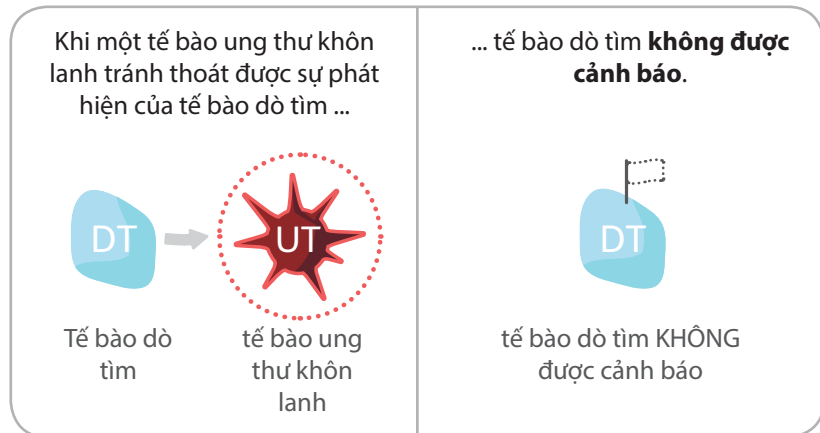 Khi một tế bào ung thư khôn
lanh tránh thoát được sự phát
hiện của tế bào dò tìm ...
DT
UT
Tế bào dò
tìm
tế bào ung
thư khôn
lanh
... tế bào dò tìm không được
cảnh báo.
DT
tế bào dò tìm KHÔNG
được cảnh báo